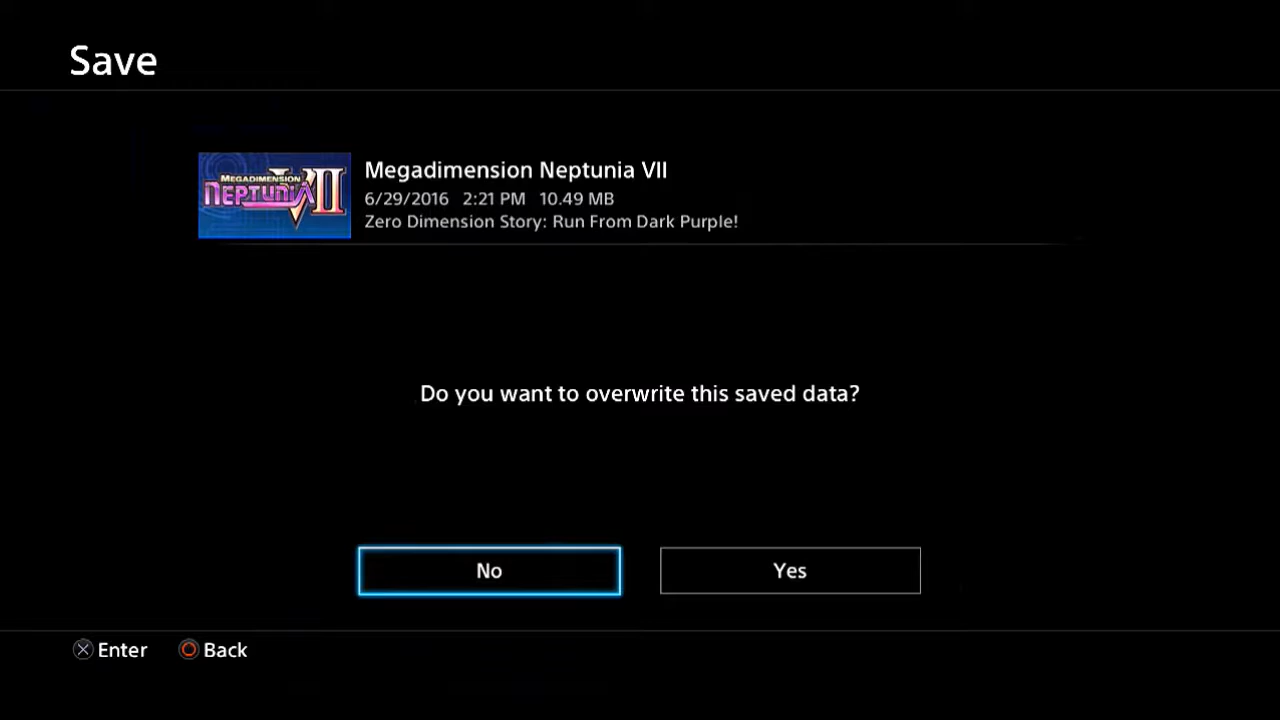 Save
MEGADIMENSION
NEPTUNIA VII
Megadimension Neptunia VII
6/29/2016 2:21 PM 10.49 MB
Zero Dimension Story: Run From Dark Purple!
Do you want to overwrite this saved data?
No Yes
Enter Back